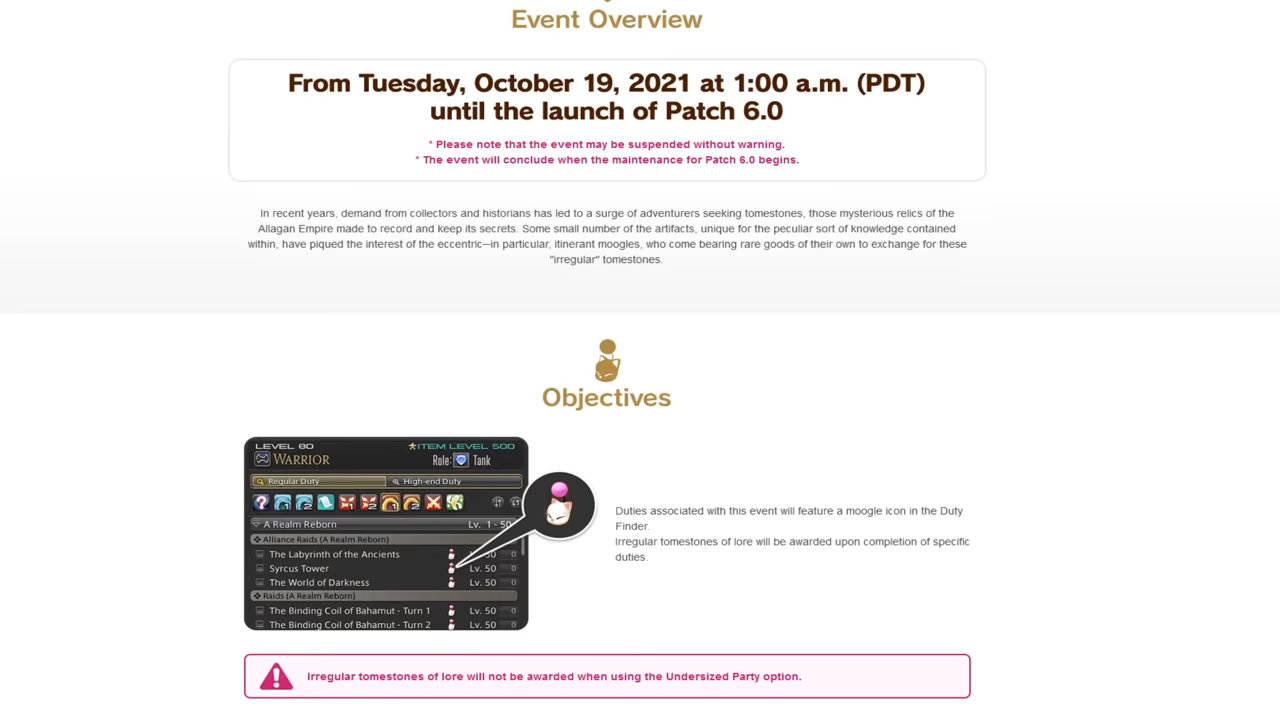 Event Overview
From Tuesday, October 19, 2021 at 1:00 a.m. (PDT)
until the launch of Patch 6.0
* Please note that the event may be suspended without warning.
* The event will conclude when the maintenance for Patch 6.0 begins.
In recent years, demand from collectors and historians has led to a surge of adventurers seeking tomestones, those mysterious relics of the
Allagan Empire made to record and keep its secrets. Some small number of the artifacts, unique for the peculiar sort of knowledge contained
within, have piqued the interest of the eccentric—in particular, itinerant moogles, who come bearing rare goods of their own to exchange for these
"irregular" tomestones.
Objectives
LEVEL 80 ITEM LEVEL 500
WARRIOR Role: Tank
Regular Duty High-end Duty
A Realm Reborn Lv. 1 - 50
Alliance Raids (A Realm Reborn)
The Labyrinth of the Ancients 50 0
Syrcus Tower Lv. 50 0
The World of Darkness Lv. 50 0
Raids (A Realm Reborn)
The Binding Coil of Bahamut - Turn 1 Lv. 50 0
The Binding Coil of Bahamut - Turn 2 Lv. 50 0
Duties associated with this event will feature a moogle icon in the Duty
Finder.
Irregular tomestones of lore will be awarded upon completion of specific
duties.
Irregular tomestones of lore will not be awarded when using the Undersized Party option.